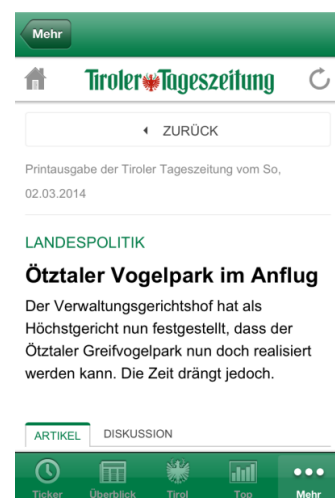 Mehr
Tiroler Tageszeitung
ZURÜCK
Printausgabe der Tiroler Tageszeitung vom So,
02.03.2014
LANDESPOLITIK
Ötztaler Vogelpark im Anflug
Der Verwaltungsgerichtshof hat als
Höchstgericht nun festgestellt, dass der
Ötztaler Greifvogelpark nun doch realisiert
werden kann. Die Zeit drängt jedoch.
ARTIKEL DISKUSSION
Ticker Überblick Tirol Top Mehr